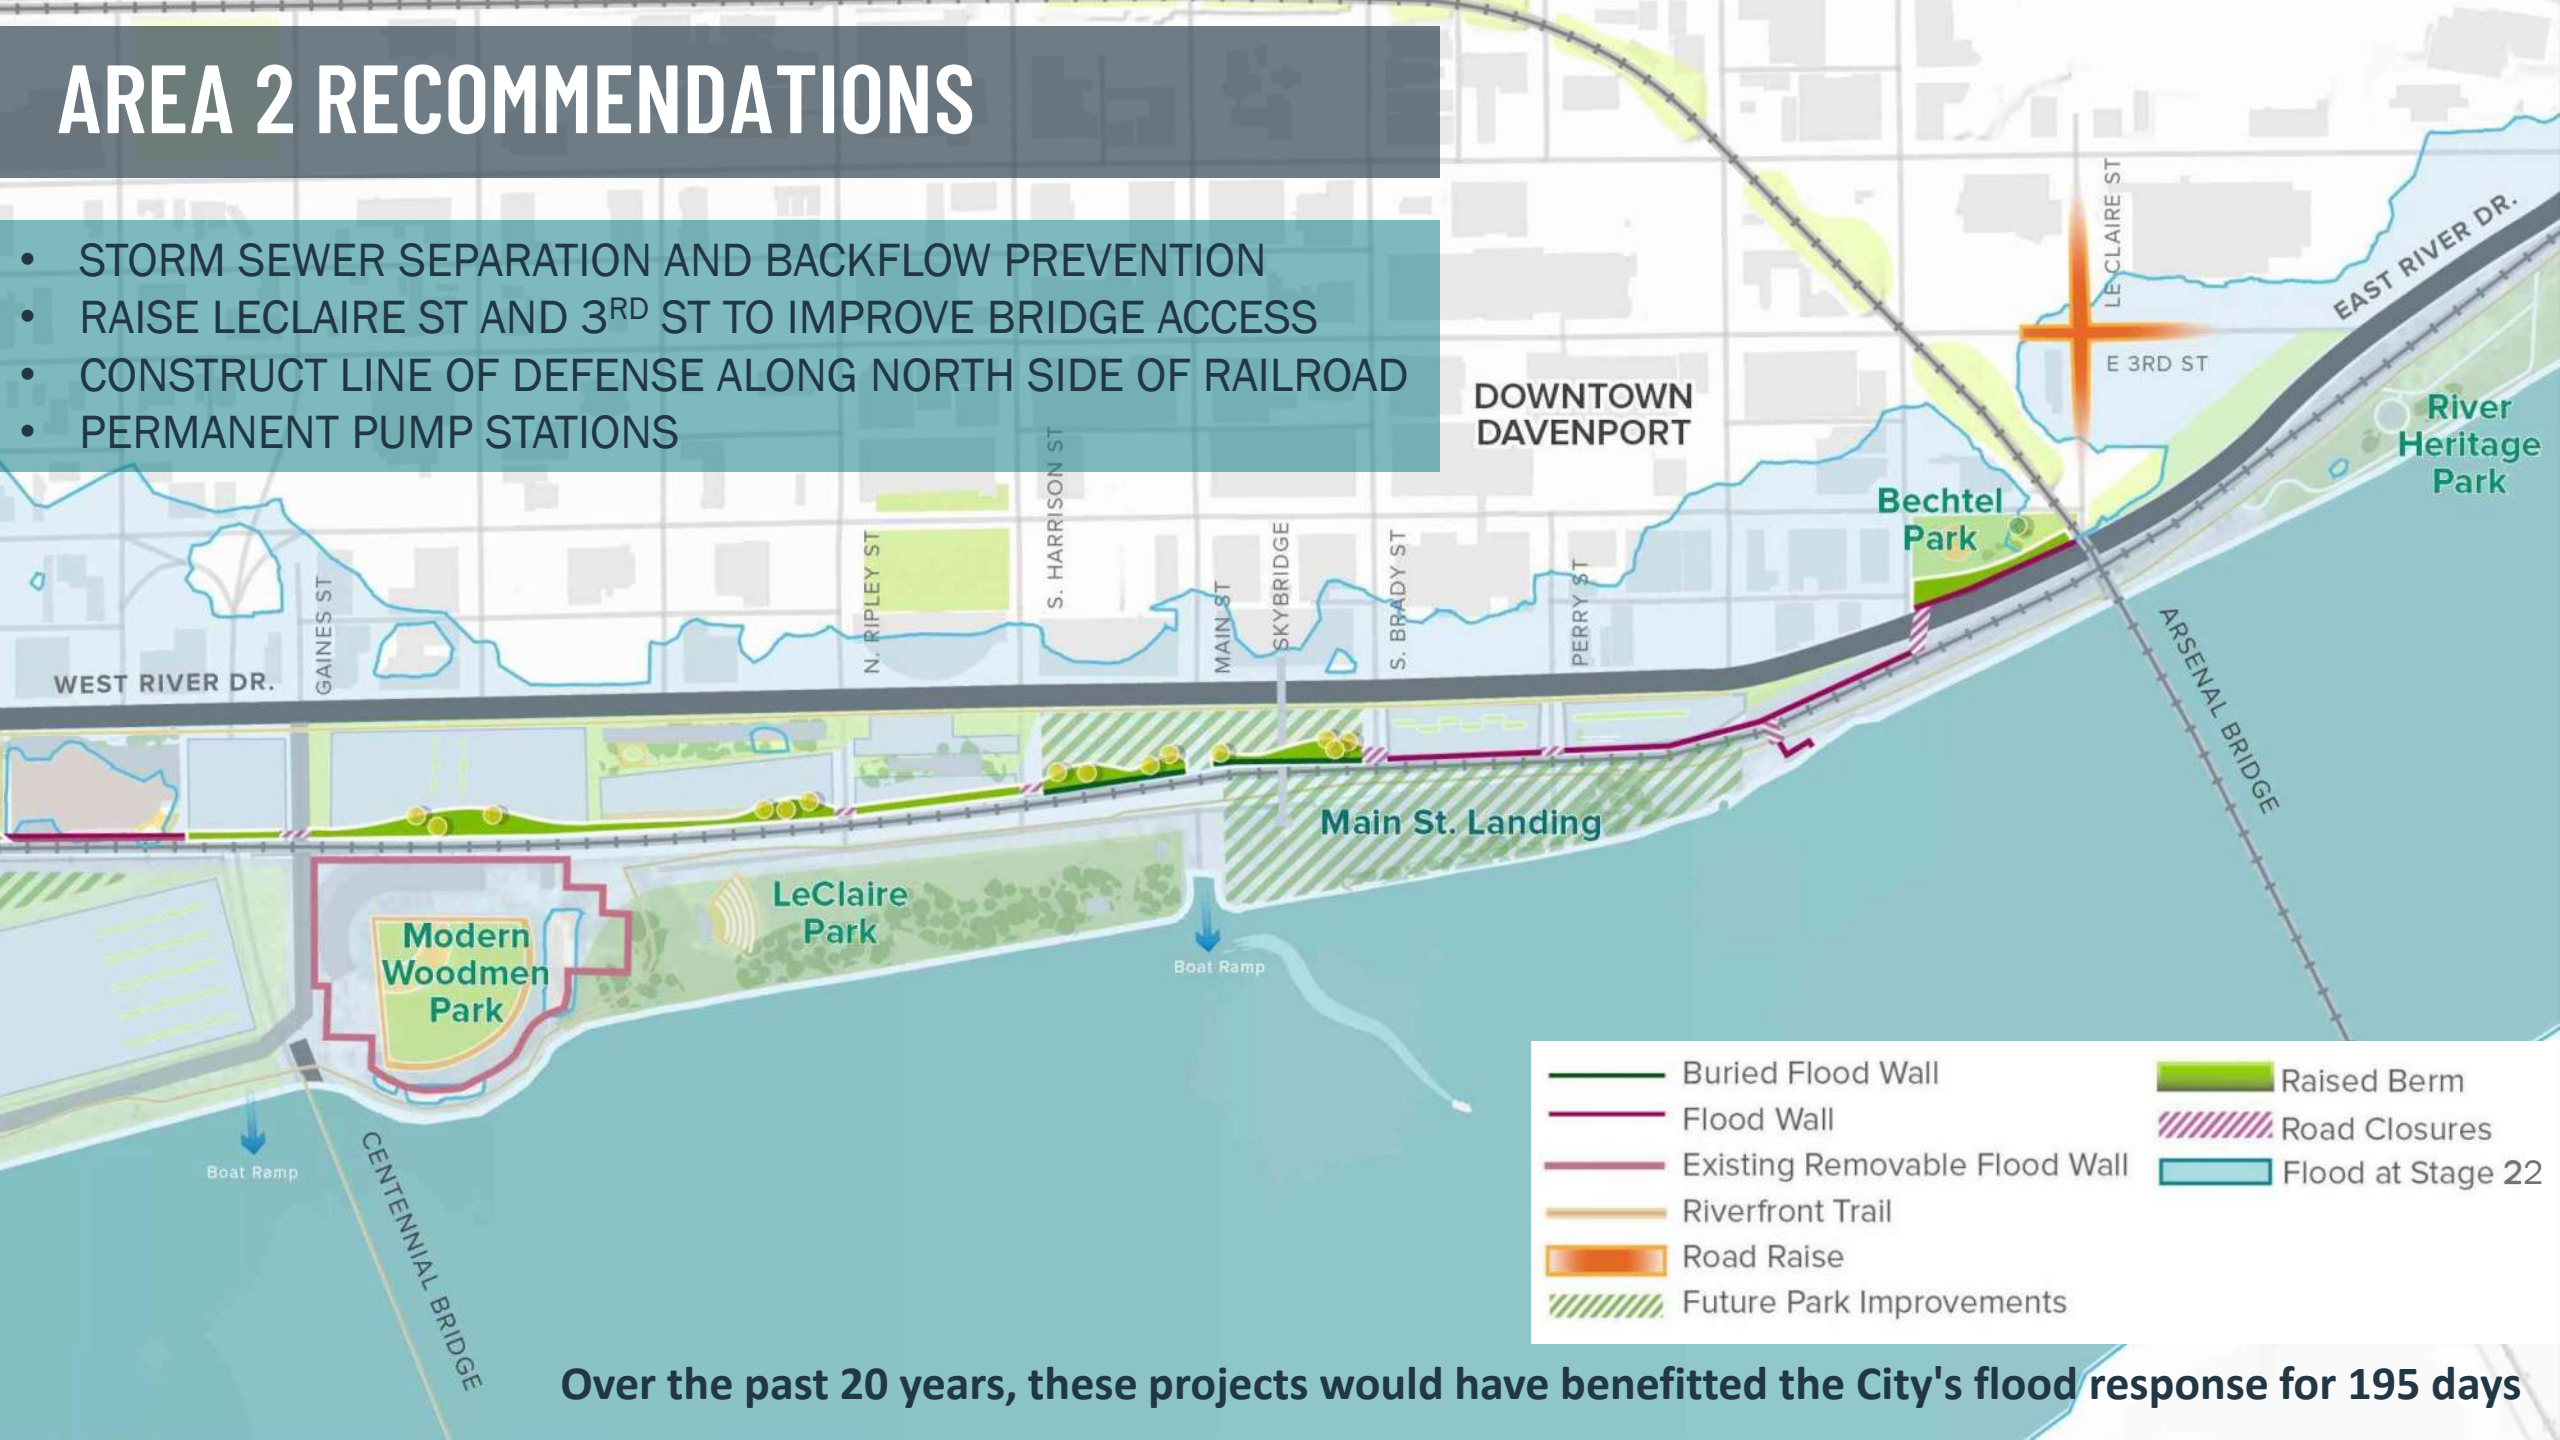 AREA 2 RECOMMENDATIONS
• STORM SEWER SEPARATION AND BACKFLOW PREVENTION
• RAISE LECLAIRE ST AND 3RD ST TO IMPROVE BRIDGE ACCESS
• CONSTRUCT LINE OF DEFENSE ALONG NORTH SIDE OF RAILROAD
• PERMANENT PUMP STATIONS
DOWNTOWN
DAVENPORT
LE CLAIRE ST
E 3RD ST
EAST RIVER DR.
River
Heritage
Park
Bechtel
Park
WEST RIVER DR.
GAINES ST
N. RIPLEY ST
S. HARRISON ST
MAIN ST
SKYBRIDGE
S. BRADY ST
PERRY ST
ARSENAL BRIDGE
Main St. Landing
LeClaire
Park
Modern
Woodmen
Park
Boat Ramp
Boat Ramp
CENTENNIAL BRIDGE
Buried Flood Wall
Flood Wall
Existing Removable Flood Wall
Riverfront Trail
Road Raise
Future Park Improvements
Raised Berm
Road Closures
Flood at Stage 22
Over the past 20 years, these projects would have benefitted the City's flood response for 195 days